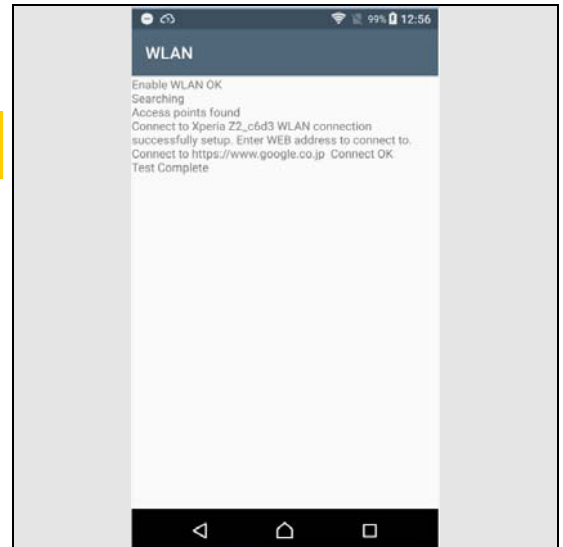 99% 12:56
WLAN
Enable WLAN OK
Searching
Access points found
Connect to Xperia Z2_c6d3 WLAN connection
successfully setup. Enter WEB address to connect to.
Connect to https://www.google.co.jp  Connect OK
Test Complete